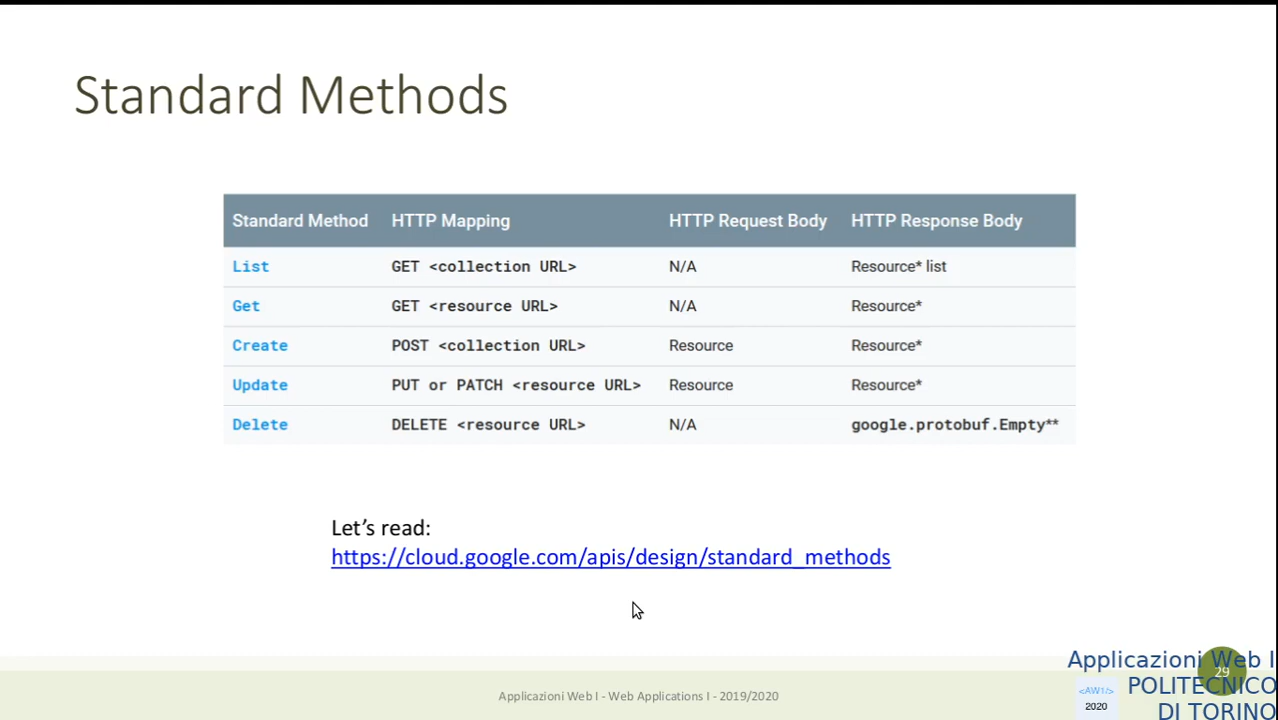 Standard Methods
Standard Method HTTP Mapping HTTP Request Body HTTP Response Body
List GET <collection URL> N/A Resource* list
Get GET <resource URL> N/A Resource*
Create POST <collection URL> Resource Resource*
Update PUT or PATCH <resource URL> Resource Resource*
Delete DELETE <resource URL> N/A google.protobuf.Empty**
Let's read:
https://cloud.google.com/apis/design/standard_methods
Applicazioni Web I - Web Applications I - 2019/2020
29
Applicazioni Web I
<AW1/> POLITECNICO
2020 DI TORINO